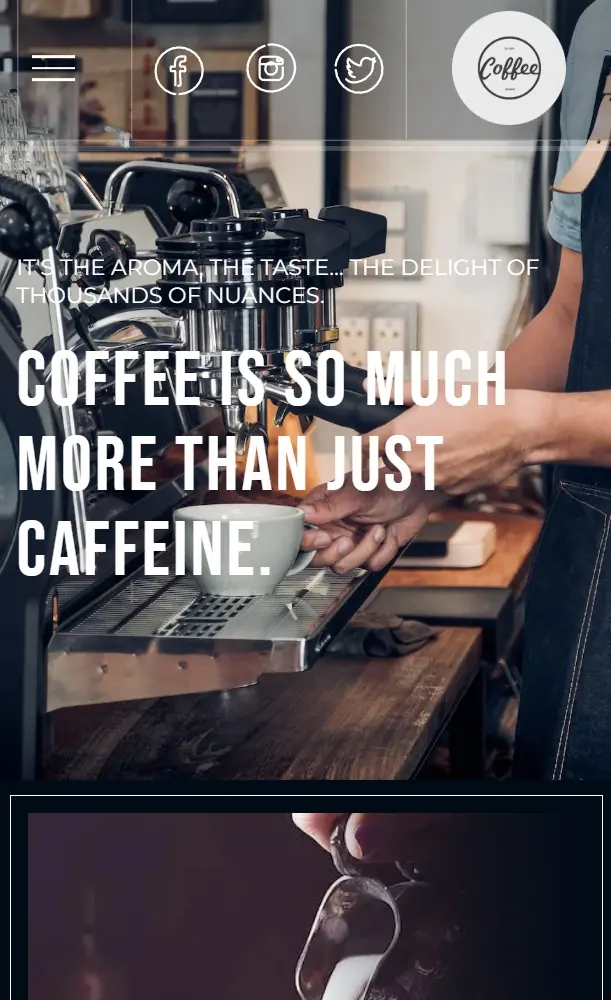 Coffee
IT'S THE AROMA, THE TASTE... THE DELIGHT OF
THOUSANDS OF NUANCES.
COFFEE IS SO MUCH
MORE THAN JUST
CAFFEINE.